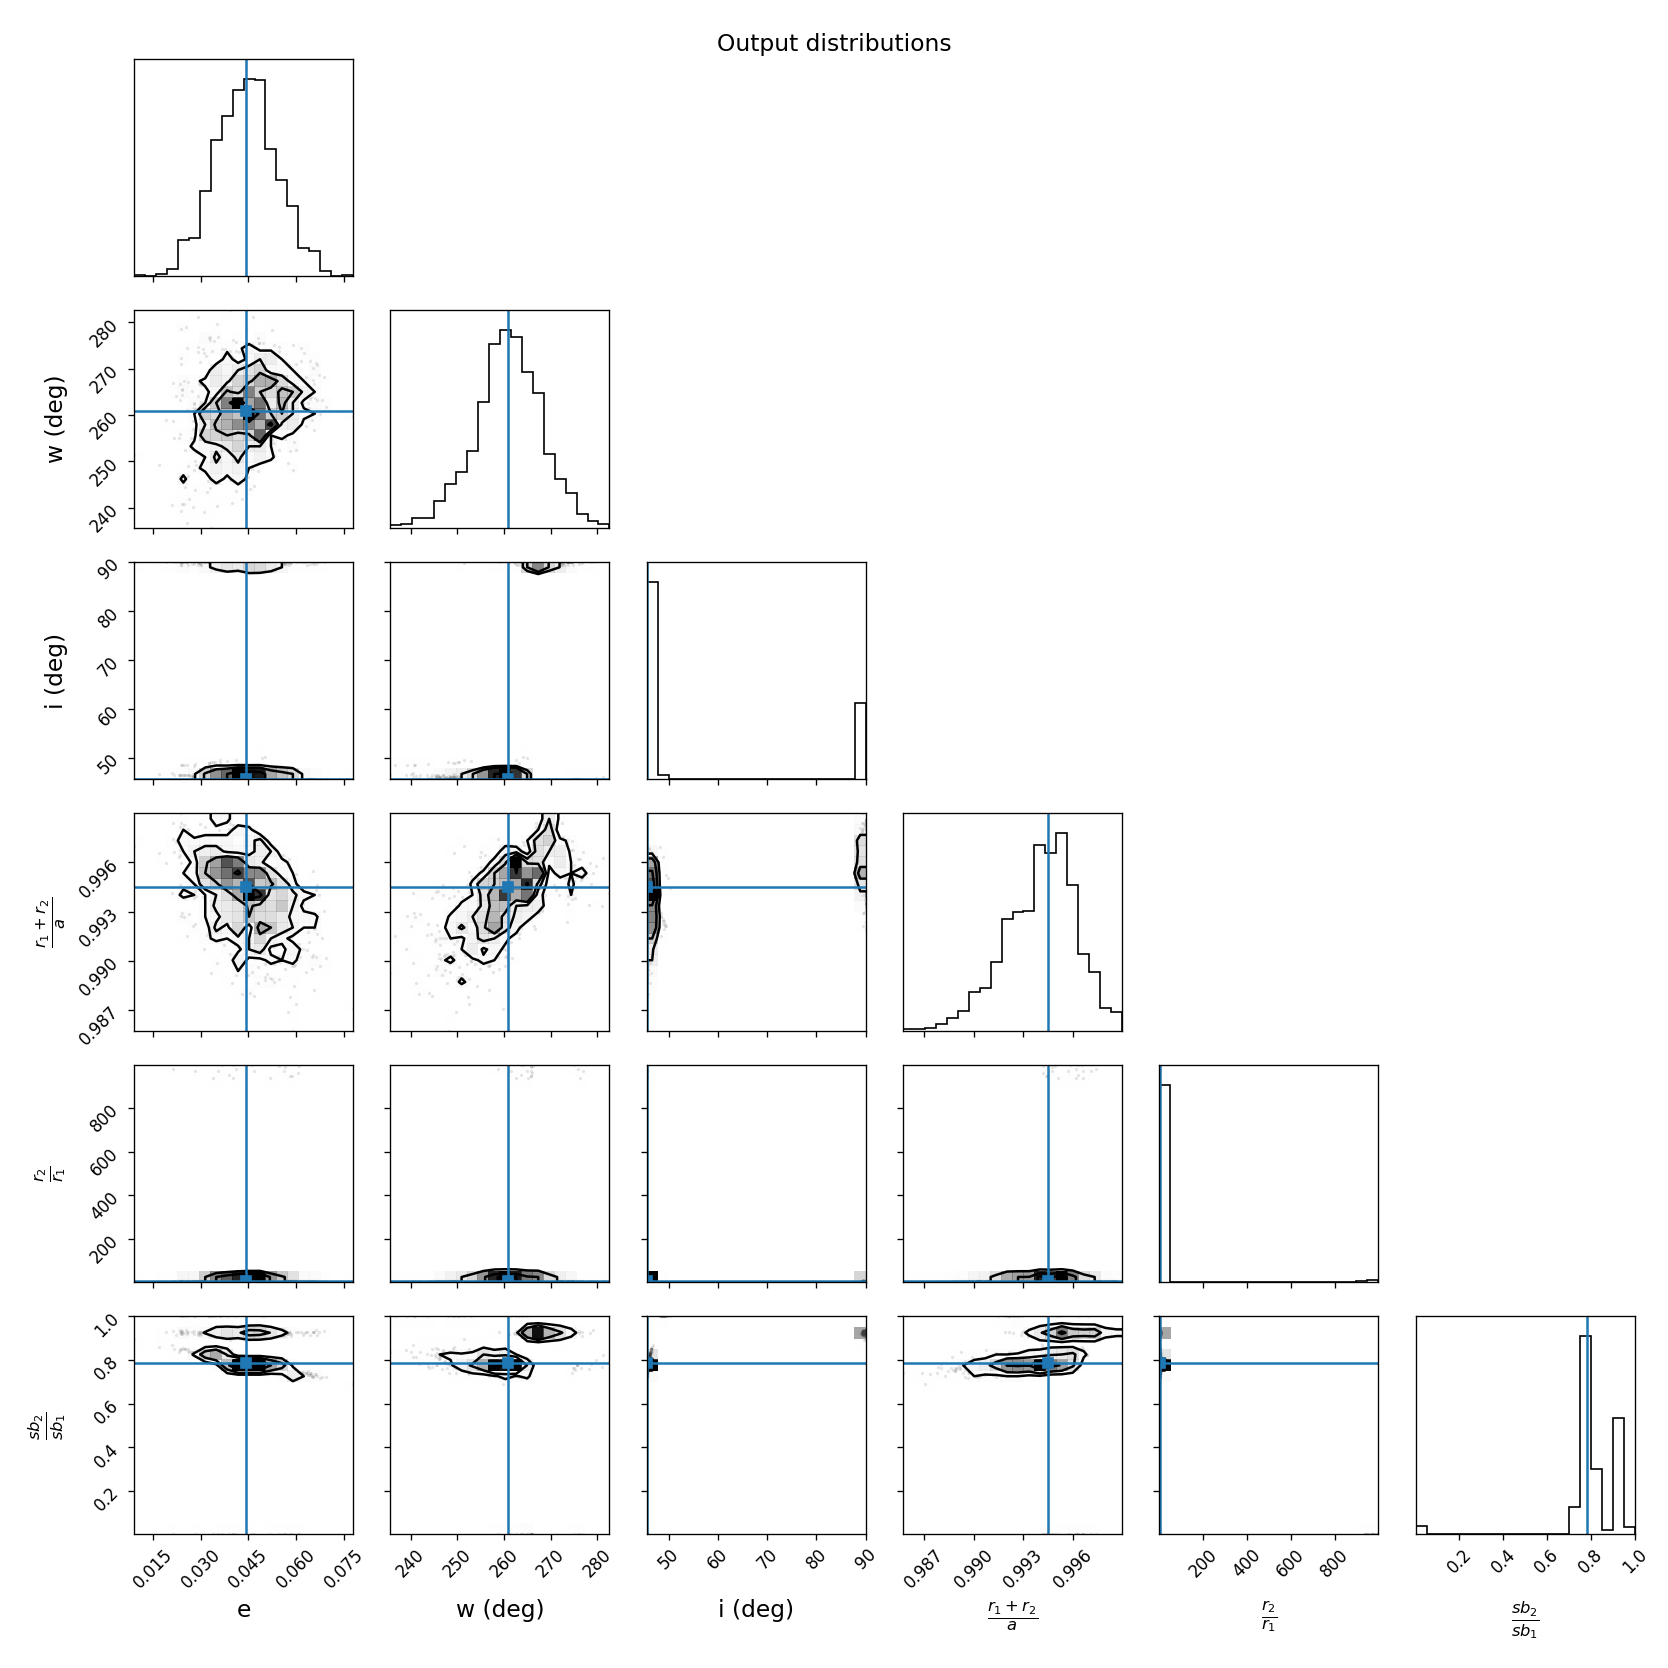 Output distributions
w (deg)
280
270
260
250
240
i (deg)
90
80
70
60
50
r₁ + r₂
a
0.996
0.993
0.990
0.987
r₂
r₁
800
600
400
200
sb₂
sb₁
1.0
0.8
0.6
0.4
0.2
0.015 0.030 0.045 0.060 0.075
240 250 260 270 280
50 60 70 80 90
0.987 0.990 0.993 0.996
200 400 600 800
0.2 0.4 0.6 0.8 1.0
e
w (deg)
i (deg)
r₁ + r₂
a
r₂
r₁
sb₂
sb₁